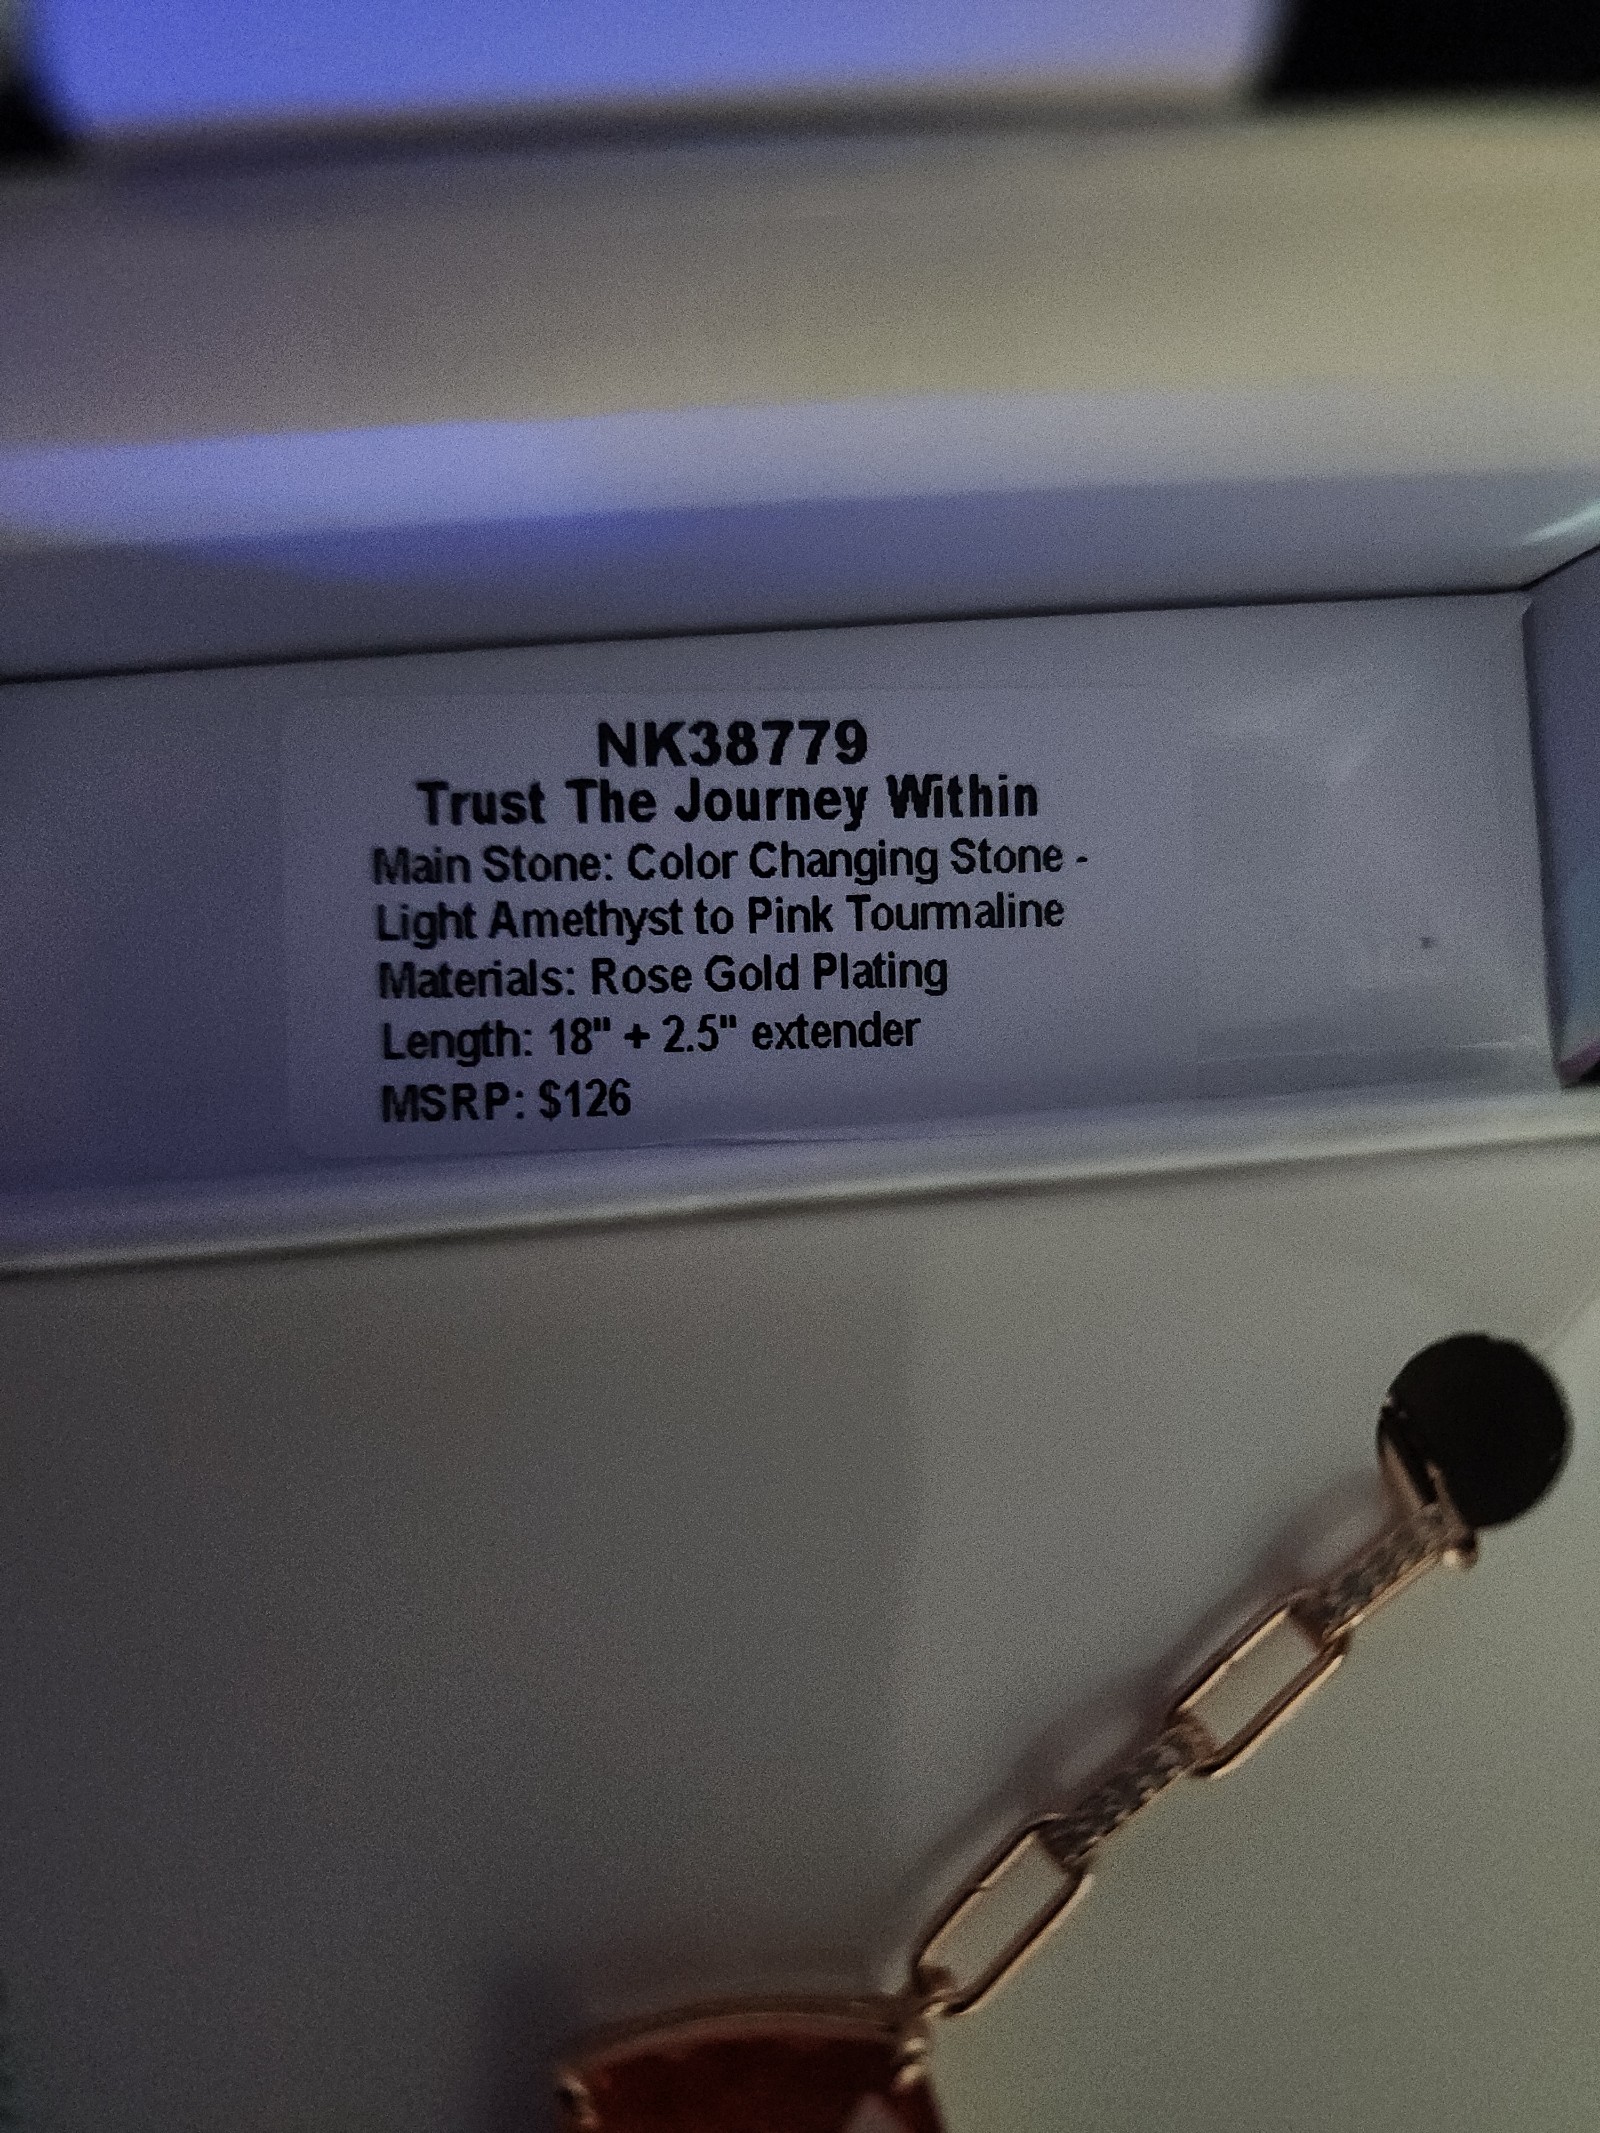 NK38779
Trust The Journey Within
Main Stone: Color Changing Stone -
Light Amethyst to Pink Tourmaline
Materials: Rose Gold Plating
Length: 18" + 2.5" extender
MSRP: $126